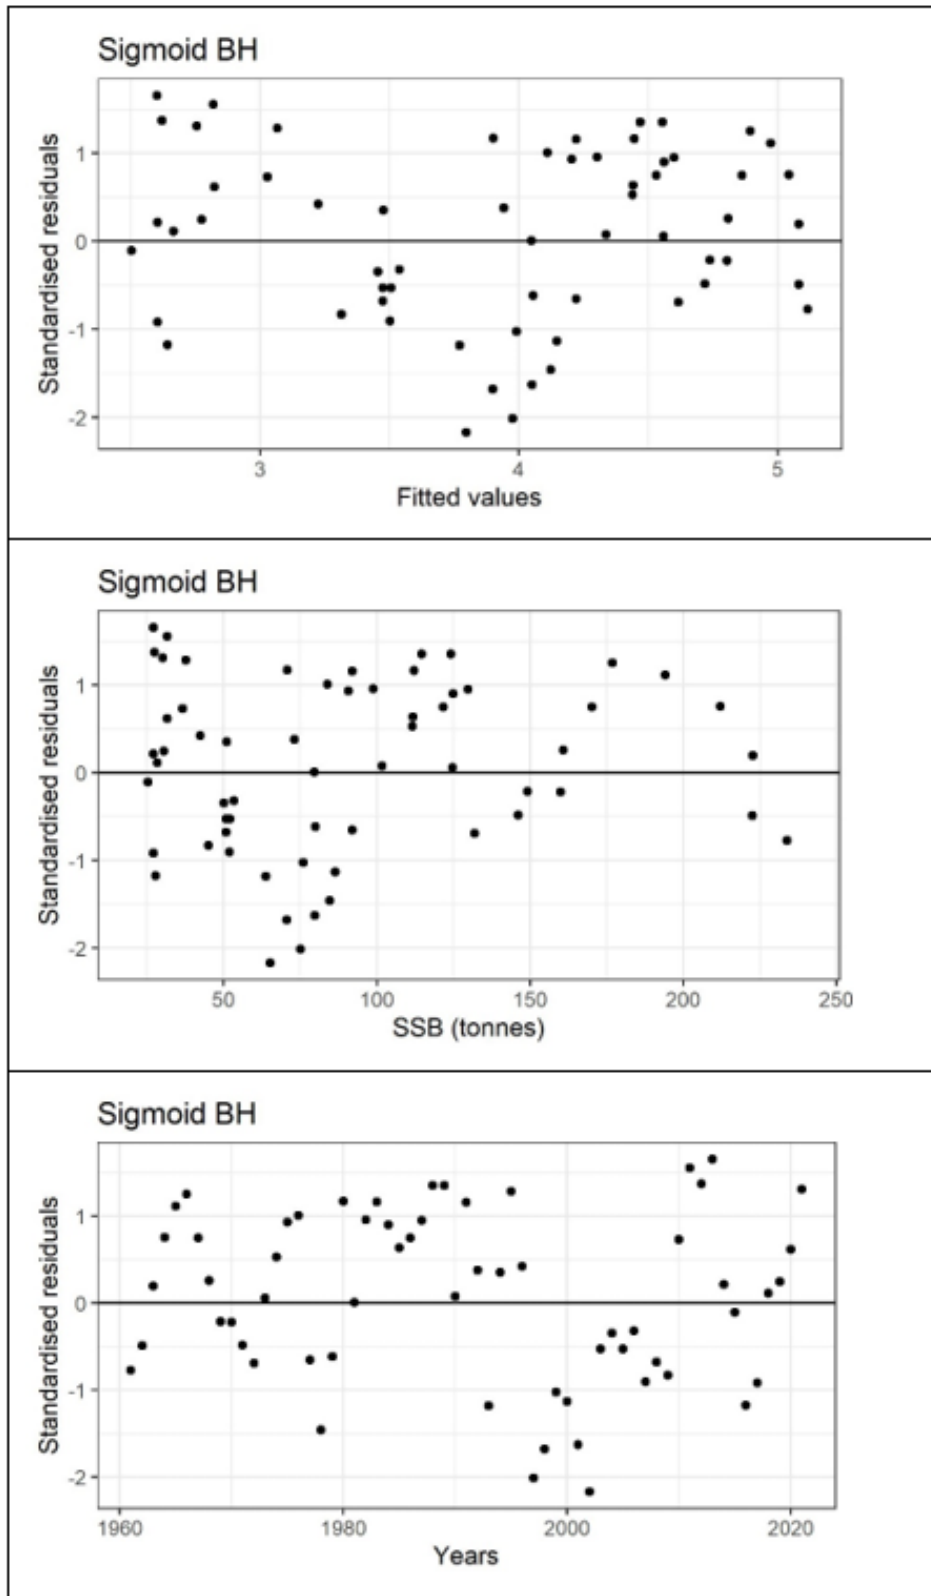 Sigmoid BH
Standardised residuals
1
0
-1
-2
3 4 5
Fitted values
Sigmoid BH
Standardised residuals
1
0
-1
-2
50 100 150 200 250
SSB (tonnes)
Sigmoid BH
Standardised residuals
1
0
-1
-2
1960 1980 2000 2020
Years